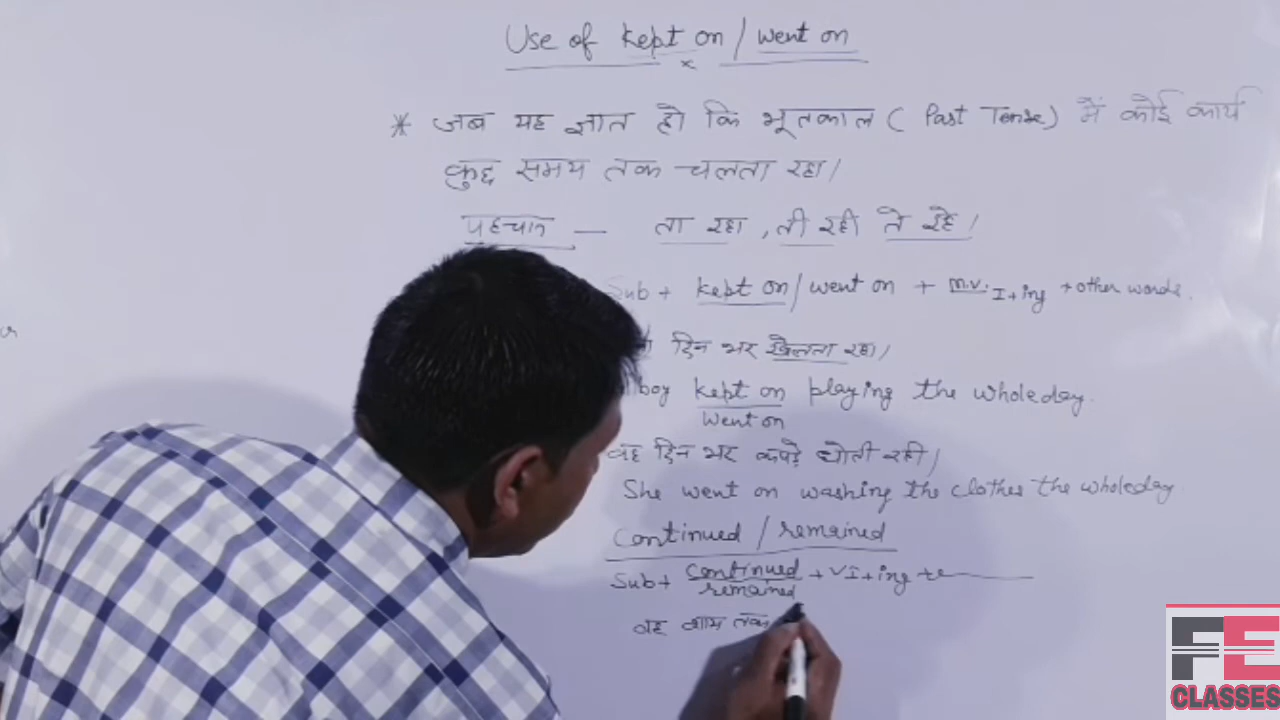 Use of kept on / went on
* जब यह ज्ञात हो कि भूतकाल ( Past Tense) में कोई कार्य
कुछ समय तक चलता रहा।
पहचान — ता रहा , ती रही ते रहे।
Sub + kept on / went on + m.v. I + ing + other words.
दिन भर खेलता रहा।
boy kept on playing the wholeday.
went on
वह दिन भर कपड़े धोती रही।
She went on washing the clothes the wholeday
Continued / remained
Sub + continued + VI + ing +
remained
वह शाम तक
FE
CLASSES